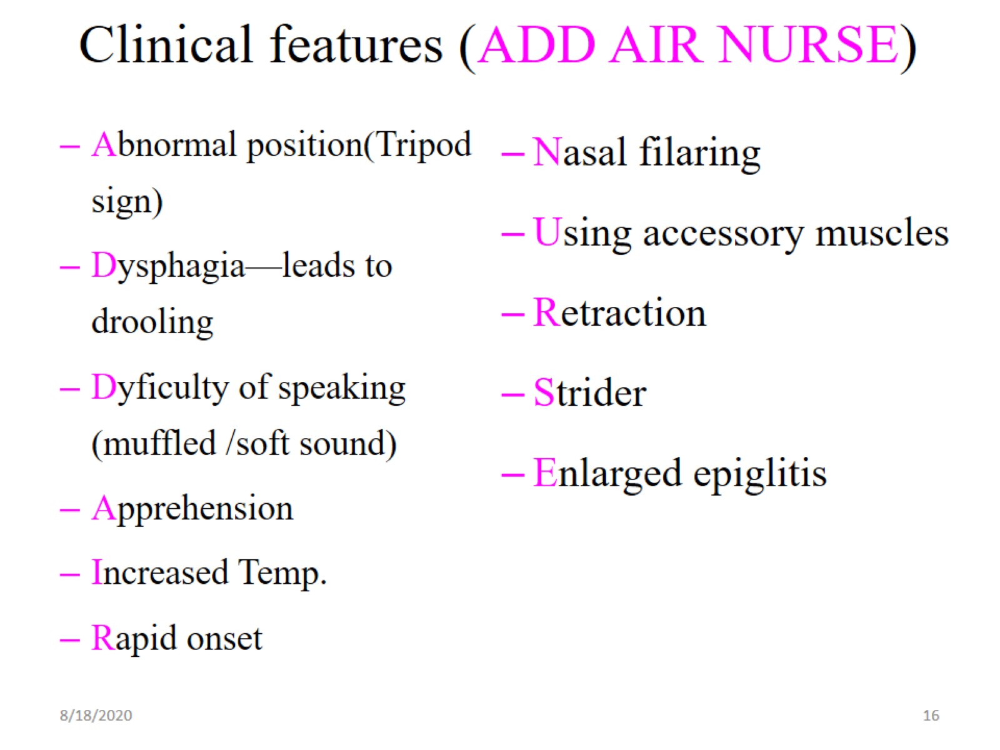 Clinical features (ADD AIR NURSE)
– Abnormal position(Tripod
sign)
– Dysphagia—leads to
drooling
– Dyficulty of speaking
(muffled /soft sound)
– Apprehension
– Increased Temp.
– Rapid onset
– Nasal filaring
– Using accessory muscles
– Retraction
– Strider
– Enlarged epiglitis
8/18/2020
16